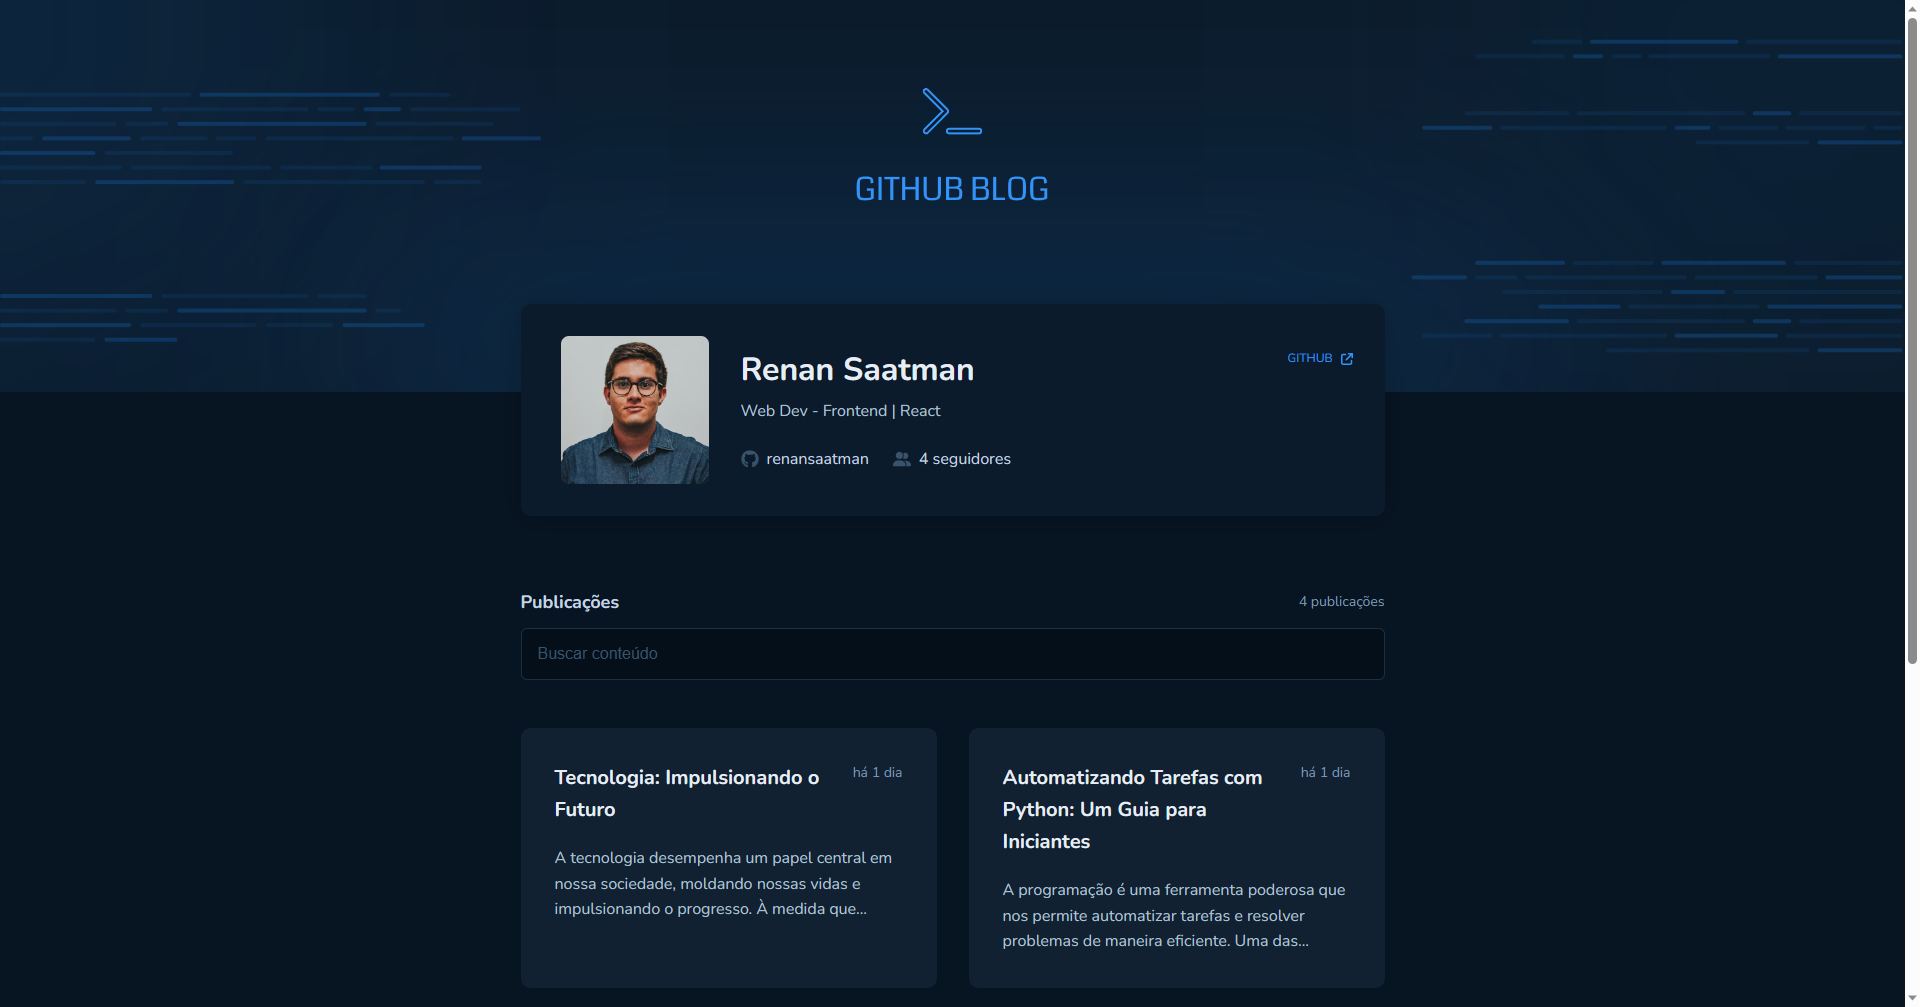 GITHUB BLOG
Renan Saatman
GITHUB
Web Dev - Frontend | React
renansaatman
4 seguidores
Publicações
4 publicações
Buscar conteúdo
Tecnologia: Impulsionando o
Futuro
há 1 dia
A tecnologia desempenha um papel central em
nossa sociedade, moldando nossas vidas e
impulsionando o progresso. À medida que...
Automatizando Tarefas com
Python: Um Guia para
Iniciantes
há 1 dia
A programação é uma ferramenta poderosa que
nos permite automatizar tarefas e resolver
problemas de maneira eficiente. Uma das...